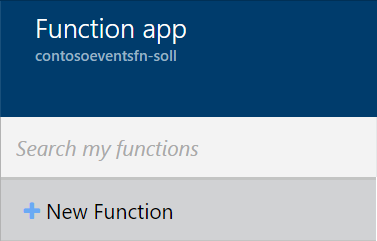 Function app
contosoeventsfn-soll
Search my functions
New Function